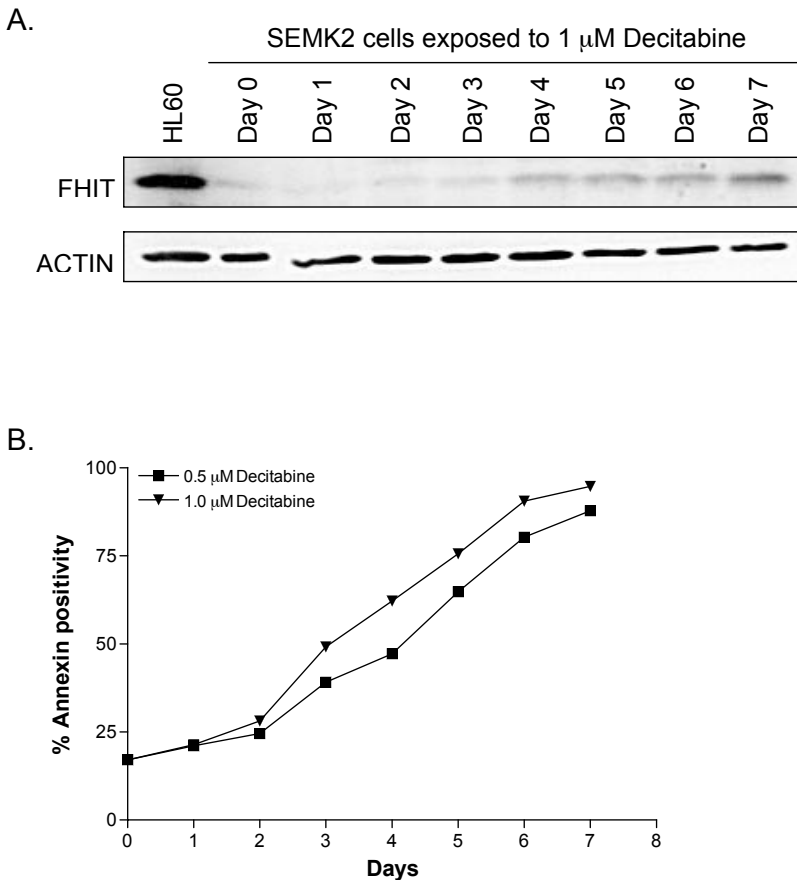 A.
SEMK2 cells exposed to 1 μM Decitabine
HL60
Day 0
Day 1
Day 2
Day 3
Day 4
Day 5
Day 6
Day 7
FHIT
ACTIN
B.
0.5 μM Decitabine
1.0 μM Decitabine
% Annexin positivity
100
75
50
25
0
0 1 2 3 4 5 6 7 8
Days